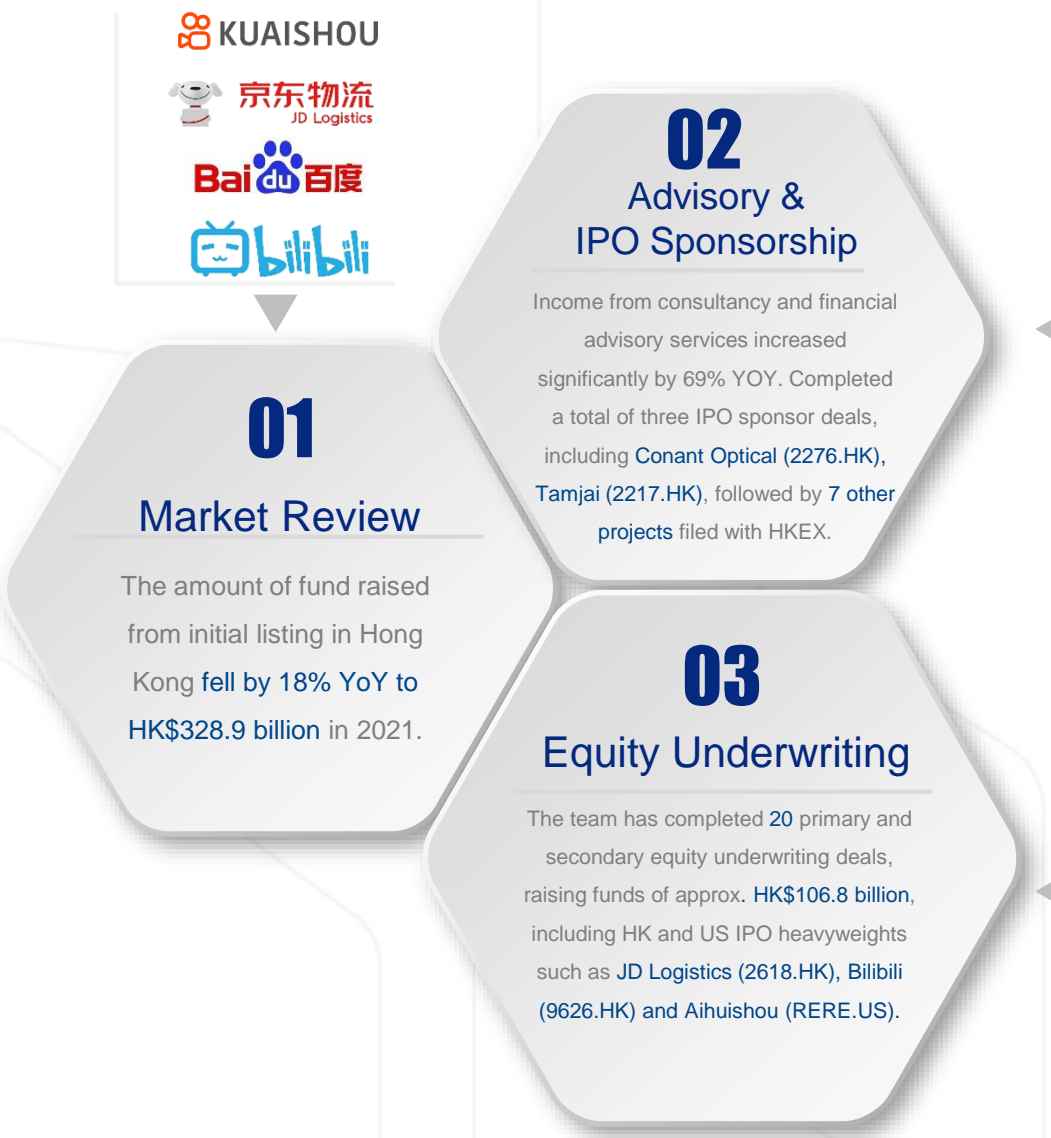 KUAISHOU
京东物流
JD Logistics
Bai du 百度
bilibili
01
Market Review
The amount of fund raised
from initial listing in Hong
Kong fell by 18% YoY to
HK$328.9 billion in 2021.
02
Advisory &
IPO Sponsorship
Income from consultancy and financial
advisory services increased
significantly by 69% YOY. Completed
a total of three IPO sponsor deals,
including Conant Optical (2276.HK),
Tamjai (2217.HK), followed by 7 other
projects filed with HKEX.
03
Equity Underwriting
The team has completed 20 primary and
secondary equity underwriting deals,
raising funds of approx. HK$106.8 billion,
including HK and US IPO heavyweights
such as JD Logistics (2618.HK), Bilibili
(9626.HK) and Aihuishou (RERE.US).